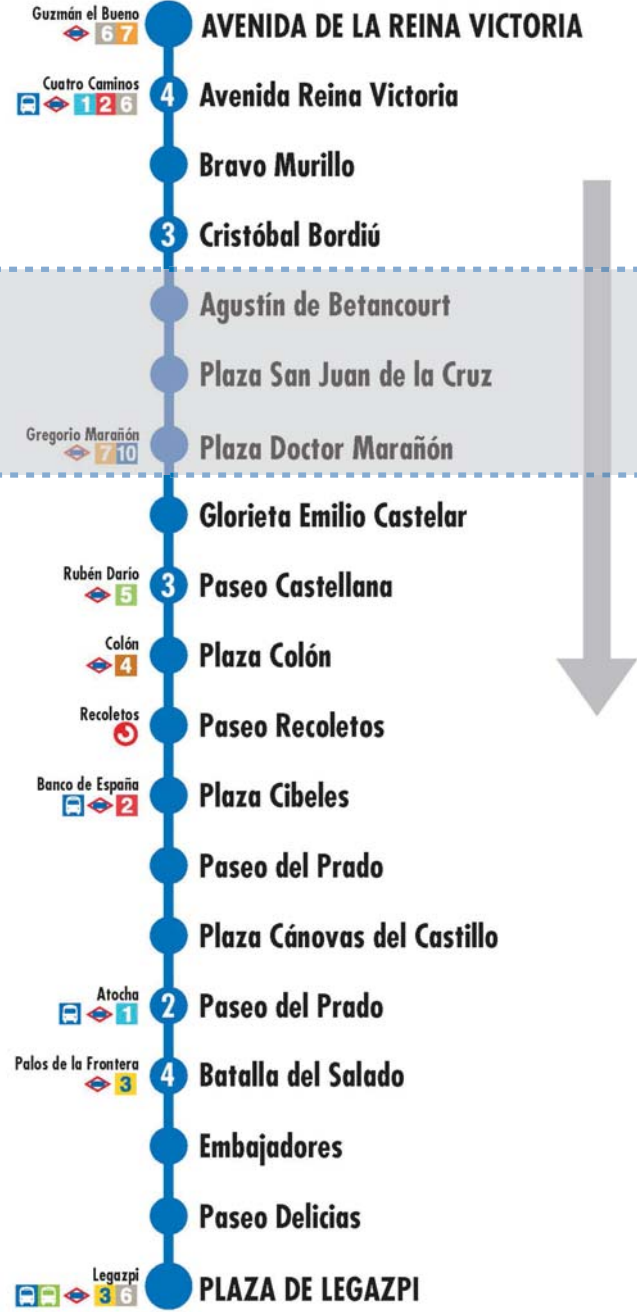 Guzmán el Bueno
6 7
AVENIDA DE LA REINA VICTORIA
Cuatro Caminos
1 2 6
4
Avenida Reina Victoria
Bravo Murillo
3
Cristóbal Bordiú
Agustín de Betancourt
Plaza San Juan de la Cruz
Gregorio Marañón
7 10
Plaza Doctor Marañón
Glorieta Emilio Castelar
Rubén Darío
5
3
Paseo Castellana
Colón
4
Plaza Colón
Recoletos
Paseo Recoletos
Banco de España
2
Plaza Cibeles
Paseo del Prado
Plaza Cánovas del Castillo
Atocha
1
2
Paseo del Prado
Palos de la Frontera
3
4
Batalla del Salado
Embajadores
Paseo Delicias
Legazpi
3 6
PLAZA DE LEGAZPI